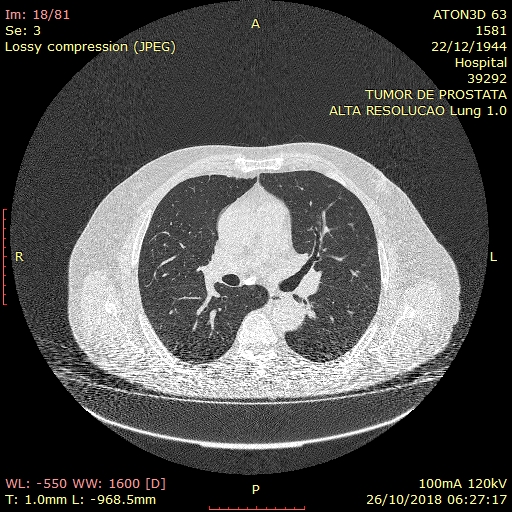 Im: 18/81
Se: 3
Lossy compression (JPEG)
ATON3D 63
1581
22/12/1944
Hospital
39292
TUMOR DE PROSTATA
ALTA RESOLUCAO Lung 1.0
A
R
L
P
WL: -550 WW: 1600 [D]
T: 1.0mm L: -968.5mm
100mA 120kV
26/10/2018 06:27:17